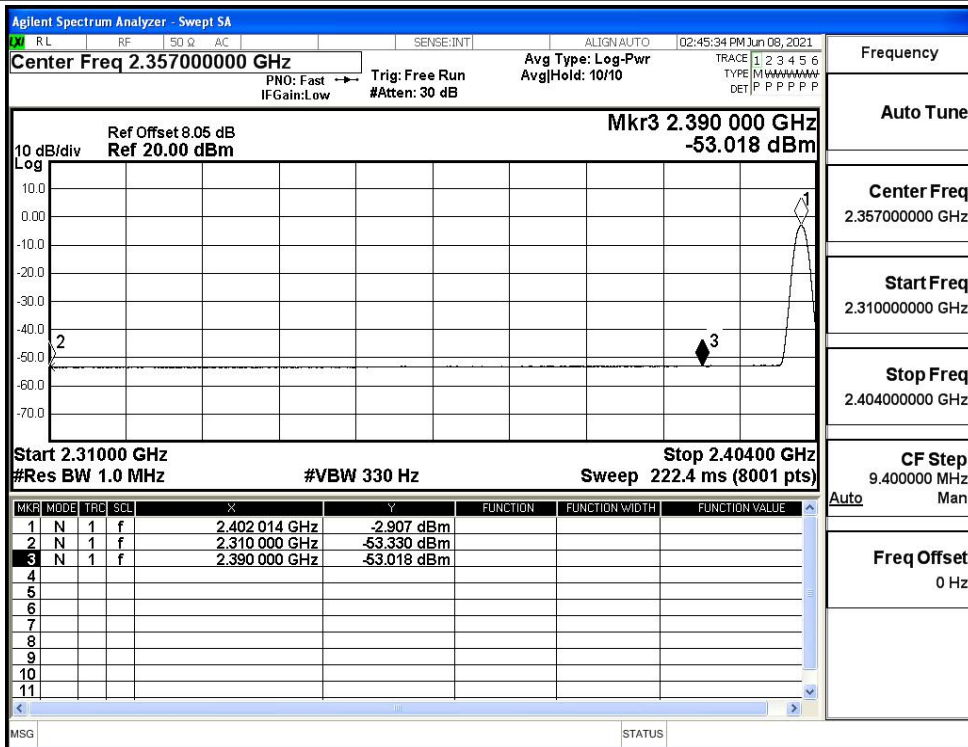 Agilent Spectrum Analyzer - Swept SA
LXI RL RF 50 Ω AC SENSE:INT ALIGN AUTO 02:45:34 PM Jun 08, 2021
Center Freq 2.357000000 GHz
PNO: Fast
IFGain:Low
Trig: Free Run
#Atten: 30 dB
Avg Type: Log-Pwr
Avg|Hold: 10/10
TRACE 1 2 3 4 5 6
TYPE M WWWWW
DET P P P P P P
Ref Offset 8.05 dB
10 dB/div Ref 20.00 dBm
Log
Mkr3 2.390 000 GHz
-53.018 dBm
10.0
0.00
-10.0
-20.0
-30.0
-40.0
-50.0
-60.0
-70.0
1
2
3
Start 2.31000 GHz Stop 2.40400 GHz
#Res BW 1.0 MHz #VBW 330 Hz Sweep 222.4 ms (8001 pts)
MKR MODE TRC SCL X Y FUNCTION FUNCTION WIDTH FUNCTION VALUE
1 N 1 f 2.402 014 GHz -2.907 dBm
2 N 1 f 2.310 000 GHz -53.330 dBm
3 N 1 f 2.390 000 GHz -53.018 dBm
4
5
6
7
8
9
10
11
MSG STATUS
Frequency
Auto Tune
Center Freq
2.357000000 GHz
Start Freq
2.310000000 GHz
Stop Freq
2.404000000 GHz
CF Step
9.400000 MHz
Auto Man
Freq Offset
0 Hz